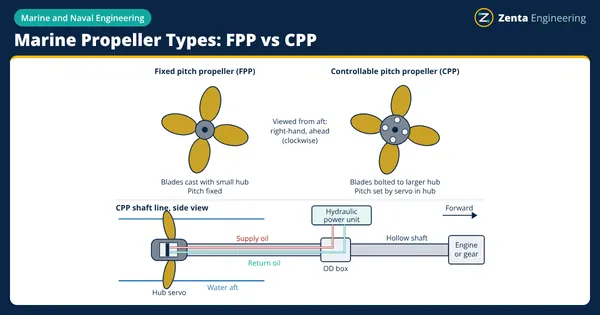 Marine and Naval Engineering
Zenta Engineering
Marine Propeller Types: FPP vs CPP
Fixed pitch propeller (FPP)
Controllable pitch propeller (CPP)
Viewed from aft:
right-hand, ahead
(clockwise)
Blades cast with small hub
Pitch fixed
Blades bolted to larger hub
Pitch set by servo in hub
CPP shaft line, side view
Hydraulic
power unit
Forward
Supply oil
Hollow shaft
Engine
or gear
Return oil
OD box
Water aft
Hub servo